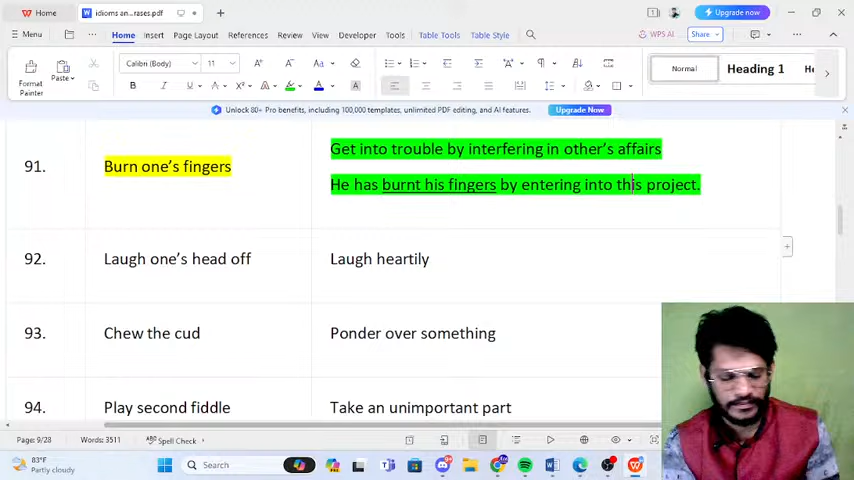 Home
idioms an...rases.pdf
1
Upgrade now
Menu
Home
Insert
Page Layout
References
Review
View
Developer
Tools
Table Tools
Table Style
WPS AI
Share
Format Painter
Paste
Calibri (Body)
11
Normal
Heading 1
He
Unlock 80+ Pro benefits, including 100,000 templates, unlimited PDF editing, and AI features.
Upgrade Now
91.
Burn one's fingers
Get into trouble by interfering in other's affairs
He has burnt his fingers by entering into this project.
92.
Laugh one's head off
Laugh heartily
93.
Chew the cud
Ponder over something
94.
Play second fiddle
Take an unimportant part
Page: 9/28
Words: 3511
Spell Check
83°F
Partly cloudy
Search